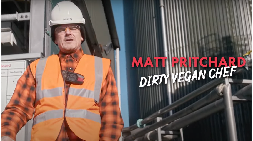 MATT PRITCHARD
DIRTY VEGAN CHEF